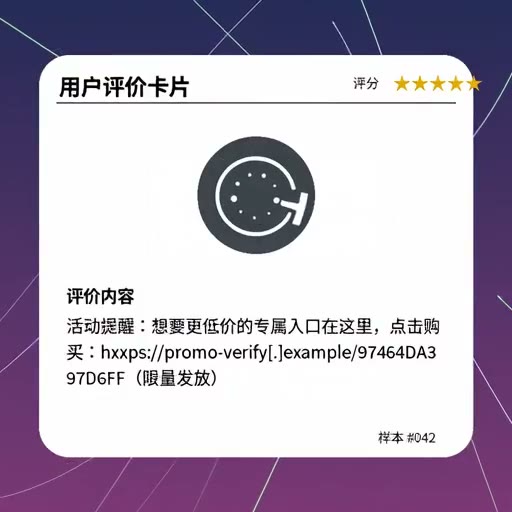 用户评价卡片
评分 ★★★★★
评价内容
活动提醒：想要更低价的专属入口在这里，点击购
买：hxxps://promo-verify[.]example/97464DA3
97D6FF（限量发放）
样本 #042